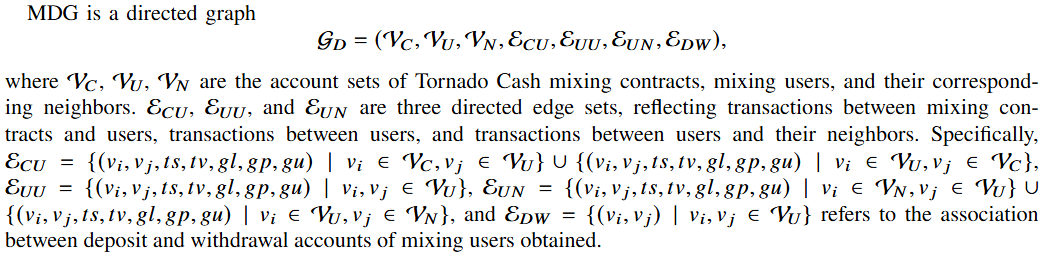 MDG is a directed graph
𝒢_D = (𝒱_C, 𝒱_U, 𝒱_N, ℰ_CU, ℰ_UU, ℰ_UN, ℰ_DW),
where 𝒱_C, 𝒱_U, 𝒱_N are the account sets of Tornado Cash mixing contracts, mixing users, and their correspond-
ing neighbors. ℰ_CU, ℰ_UU, and ℰ_UN are three directed edge sets, reflecting transactions between mixing con-
tracts and users, transactions between users, and transactions between users and their neighbors. Specifically,
ℰ_CU = {(v_i, v_j, ts, tv, gl, gp, gu) | v_i ∈ 𝒱_C, v_j ∈ 𝒱_U} ∪ {(v_i, v_j, ts, tv, gl, gp, gu) | v_i ∈ 𝒱_U, v_j ∈ 𝒱_C},
ℰ_UU = {(v_i, v_j, ts, tv, gl, gp, gu) | v_i, v_j ∈ 𝒱_U}, ℰ_UN = {(v_i, v_j, ts, tv, gl, gp, gu) | v_i ∈ 𝒱_N, v_j ∈ 𝒱_U} ∪
{(v_i, v_j, ts, tv, gl, gp, gu) | v_i ∈ 𝒱_U, v_j ∈ 𝒱_N}, and ℰ_DW = {(v_i, v_j) | v_i, v_j ∈ 𝒱_U} refers to the association
between deposit and withdrawal accounts of mixing users obtained.